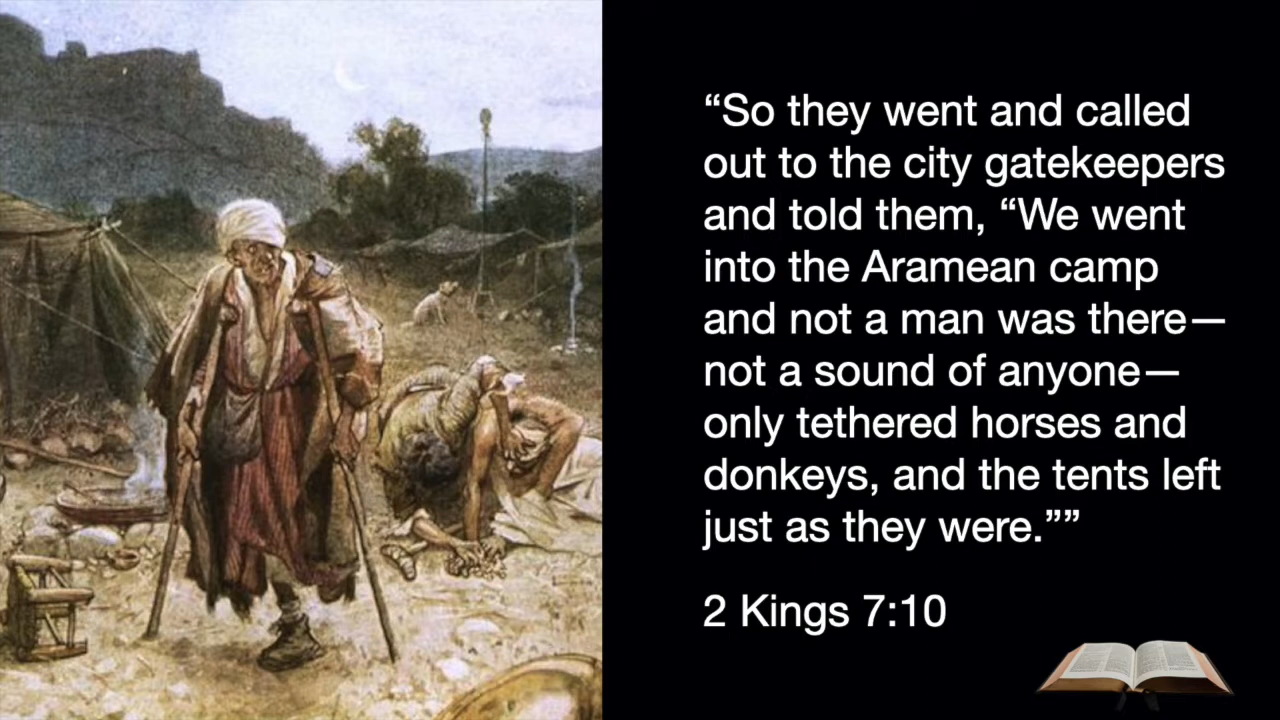 “So they went and called
out to the city gatekeepers
and told them, “We went
into the Aramean camp
and not a man was there—
not a sound of anyone—
only tethered horses and
donkeys, and the tents left
just as they were.””
2 Kings 7:10